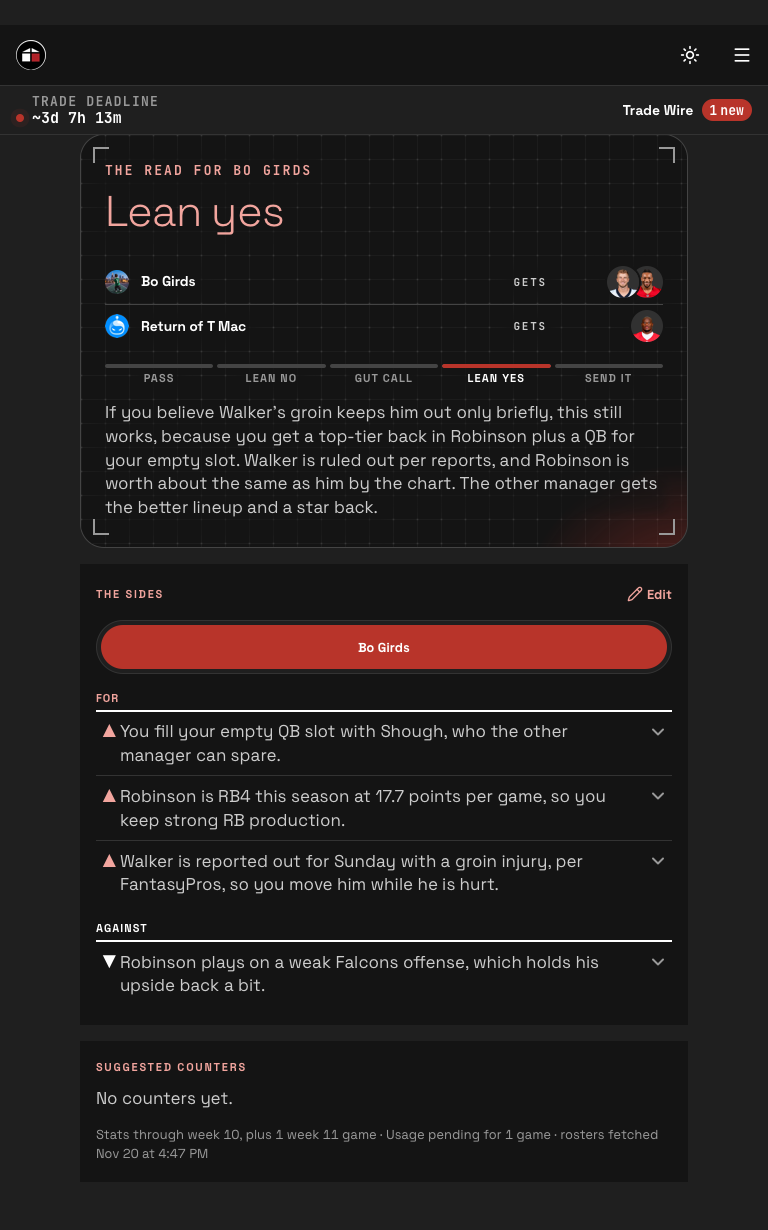 TRADE DEADLINE
~3d 7h 13m
Trade Wire 1 new
THE READ FOR BO GIRDS
Lean yes
Bo Girds GETS
Return of T Mac GETS
PASS LEAN NO GUT CALL LEAN YES SEND IT
If you believe Walker's groin keeps him out only briefly, this still
works, because you get a top-tier back in Robinson plus a QB for
your empty slot. Walker is ruled out per reports, and Robinson is
worth about the same as him by the chart. The other manager gets
the better lineup and a star back.
THE SIDES Edit
Bo Girds
FOR
You fill your empty QB slot with Shough, who the other
manager can spare.
Robinson is RB4 this season at 17.7 points per game, so you
keep strong RB production.
Walker is reported out for Sunday with a groin injury, per
FantasyPros, so you move him while he is hurt.
AGAINST
Robinson plays on a weak Falcons offense, which holds his
upside back a bit.
SUGGESTED COUNTERS
No counters yet.
Stats through week 10, plus 1 week 11 game · Usage pending for 1 game · rosters fetched
Nov 20 at 4:47 PM